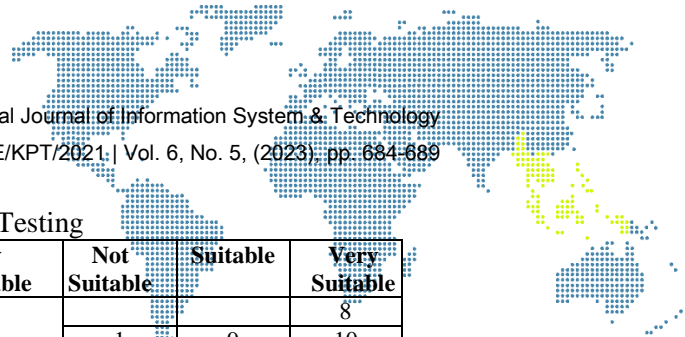 al Journal of Information System & Technology
E/KPT/2021 | Vol. 6, No. 5, (2023), pp. 684-689
Testing
Not Suitable Very
ble Suitable Suitable
8
1 9 10